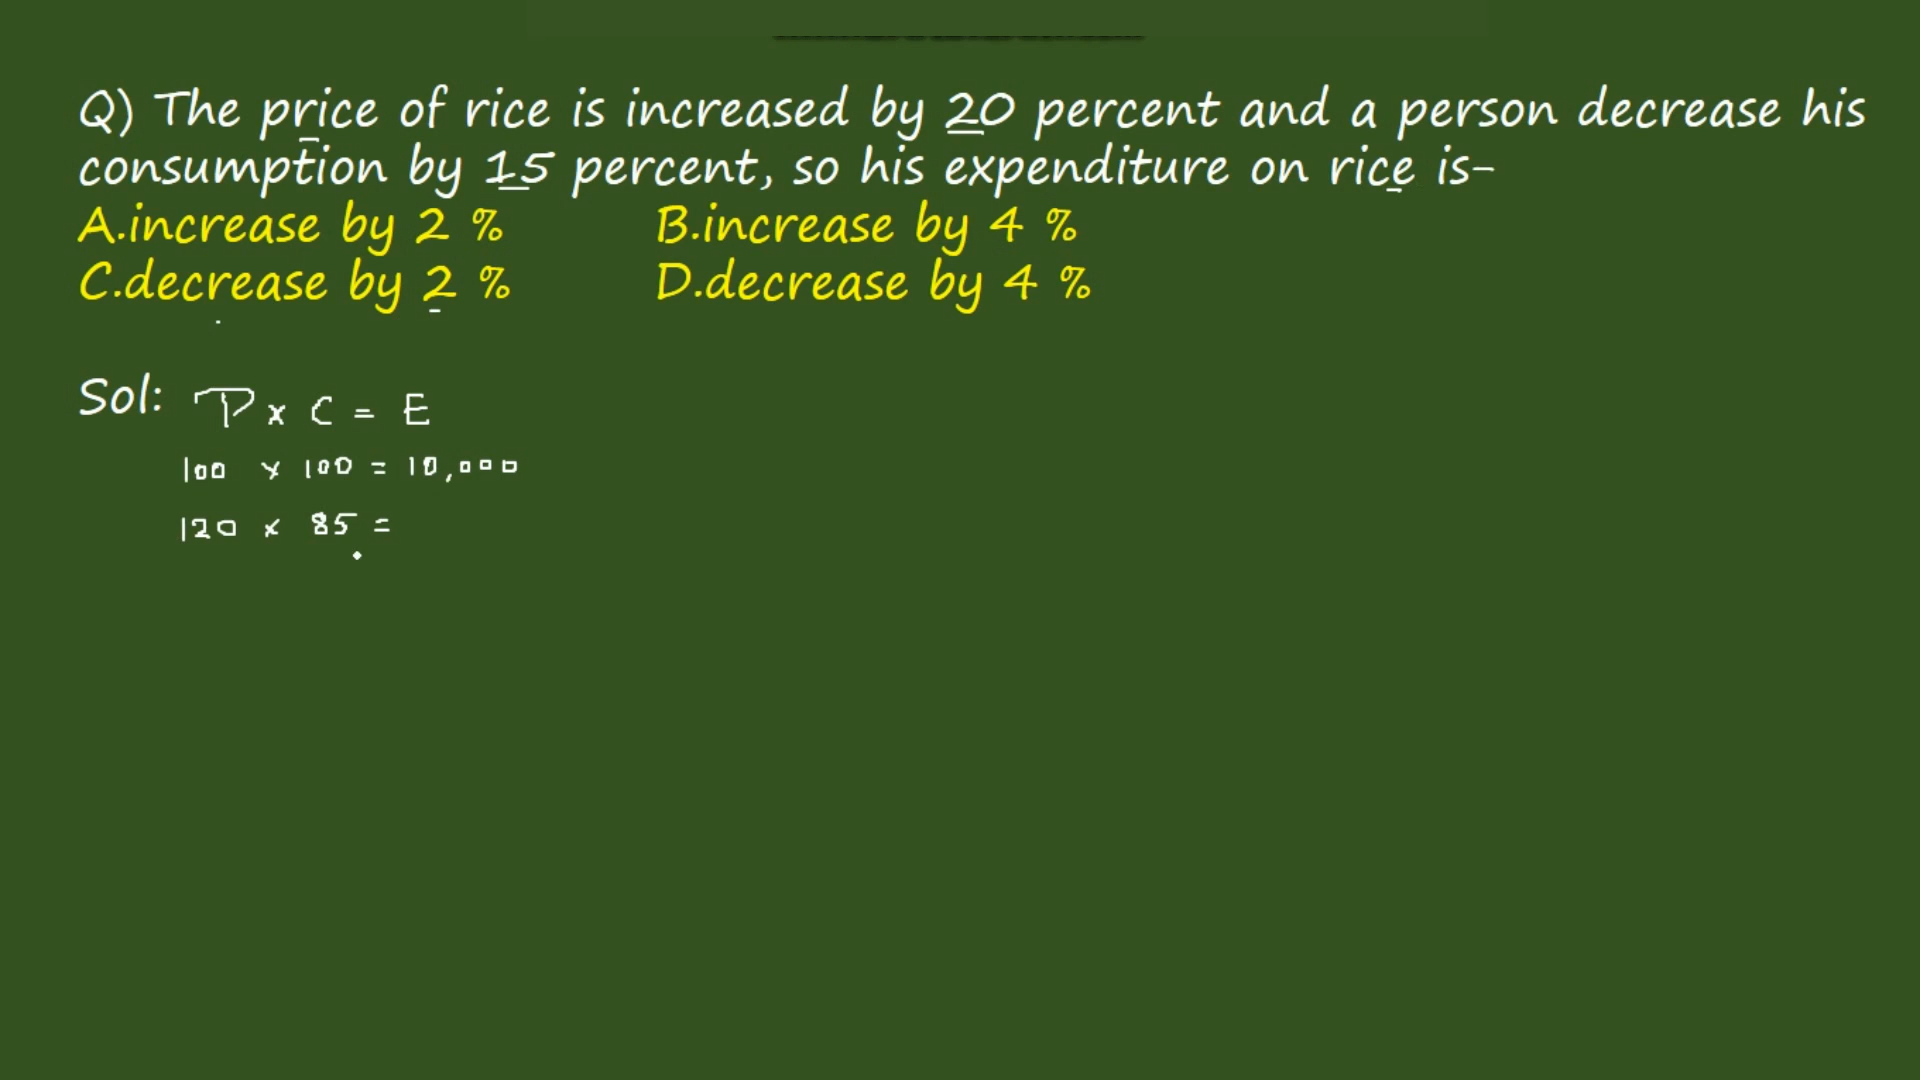 Q) The price of rice is increased by 20 percent and a person decrease his
consumption by 15 percent, so his expenditure on rice is-
A.increase by 2 % B.increase by 4 %
C.decrease by 2 % D.decrease by 4 %
Sol: P x C = E
100 x 100 = 10,000
120 x 85 =